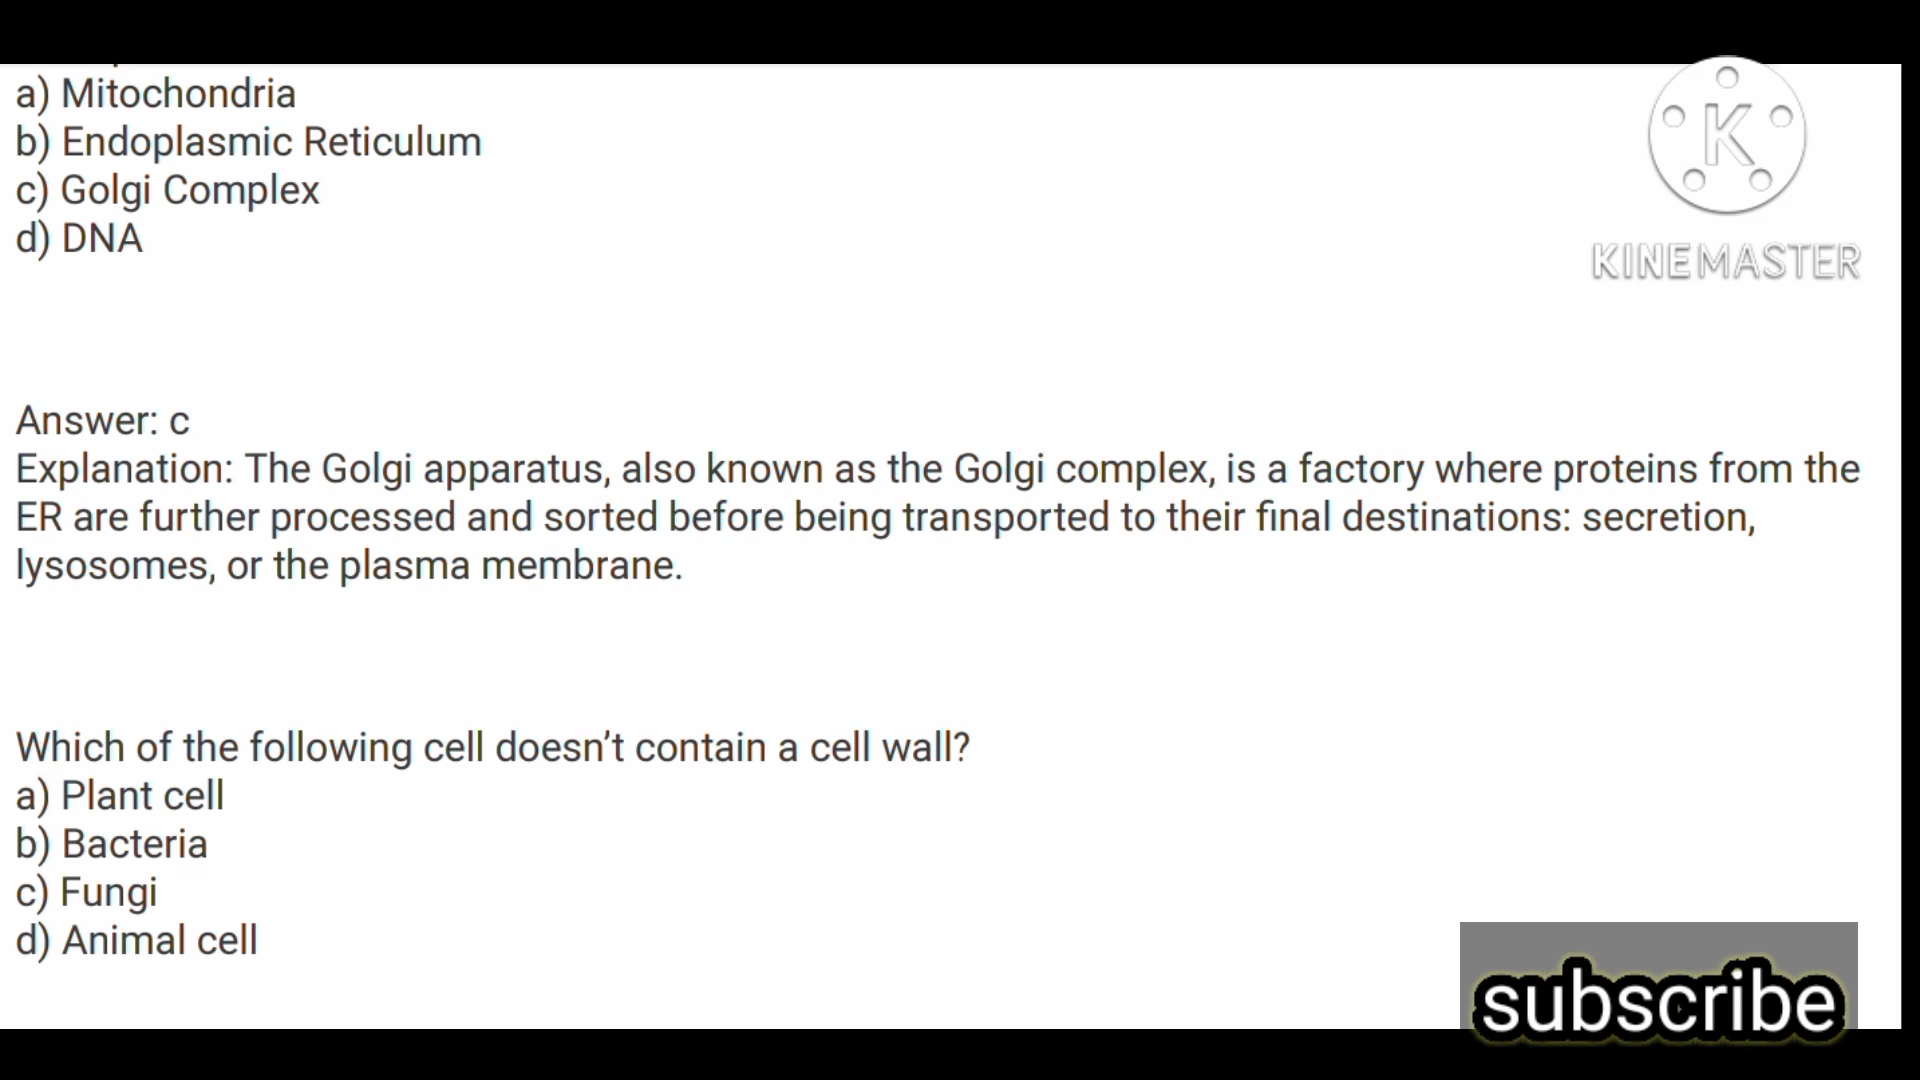 a) Mitochondria
b) Endoplasmic Reticulum
c) Golgi Complex
d) DNA
K
KINEMASTER
Answer: c
Explanation: The Golgi apparatus, also known as the Golgi complex, is a factory where proteins from the
ER are further processed and sorted before being transported to their final destinations: secretion,
lysosomes, or the plasma membrane.
Which of the following cell doesn’t contain a cell wall?
a) Plant cell
b) Bacteria
c) Fungi
d) Animal cell
subscribe